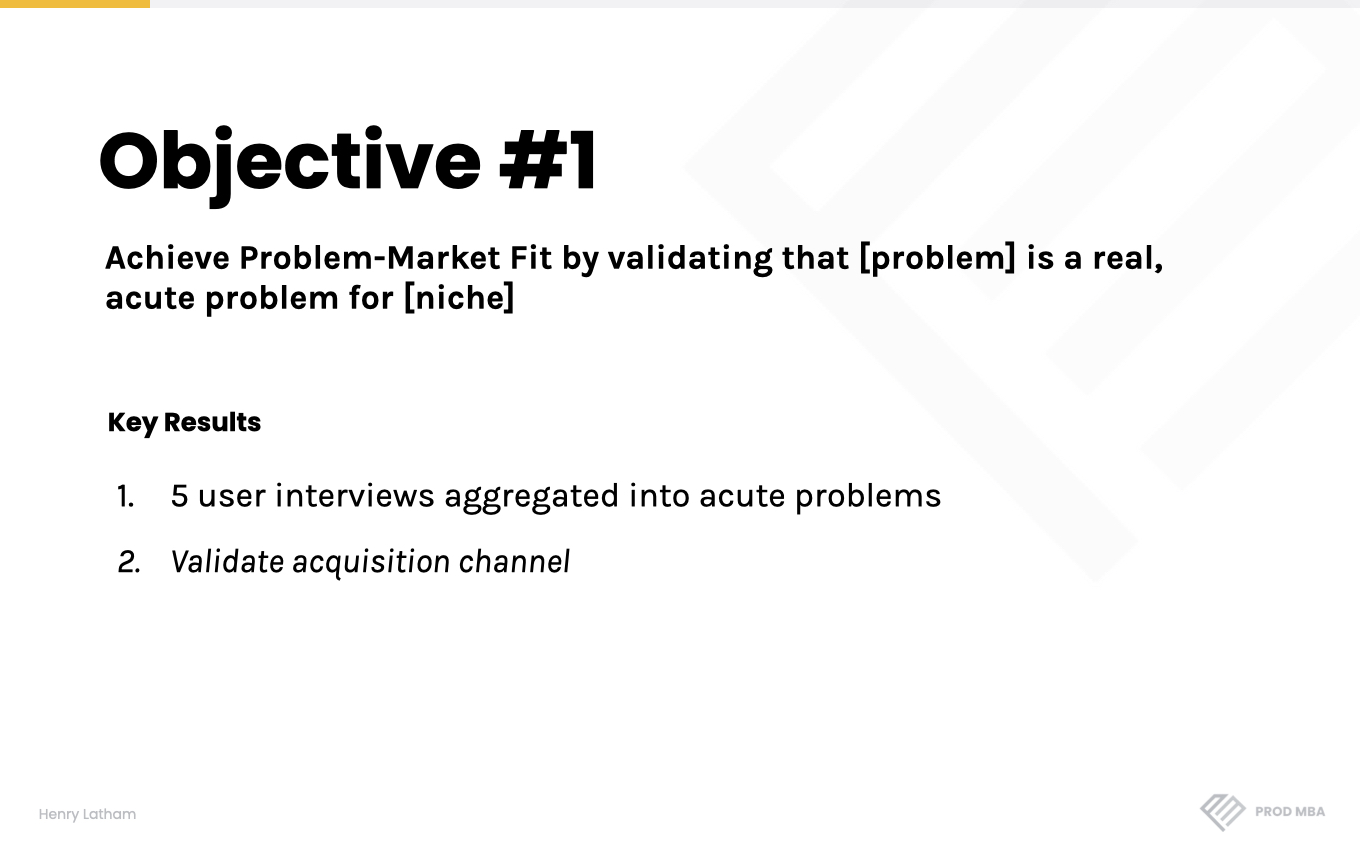 Objective #1
Achieve Problem-Market Fit by validating that [problem] is a real,
acute problem for [niche]
Key Results
1. 5 user interviews aggregated into acute problems
2. Validate acquisition channel
Henry Latham
PROD MBA